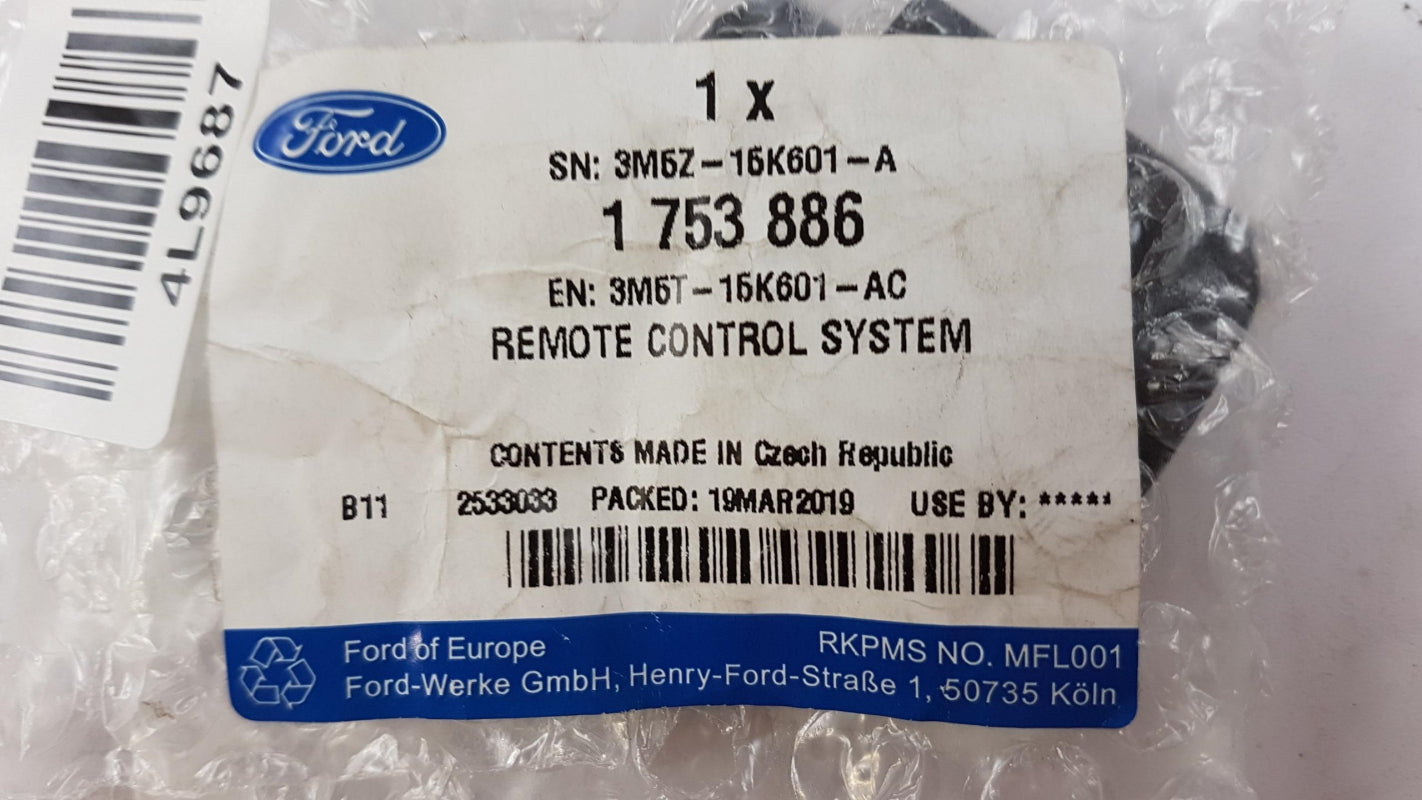 4L9687
Ford
1 x
SN: 3M5Z-15K601-A
1 753 886
EN: 3M5T-15K601-AC
REMOTE CONTROL SYSTEM
CONTENTS MADE IN Czech Republic
B11 2533033 PACKED: 19MAR2019 USE BY: *****
Ford of Europe RKPMS NO. MFL001
Ford-Werke GmbH, Henry-Ford-Straße 1, 50735 Köln